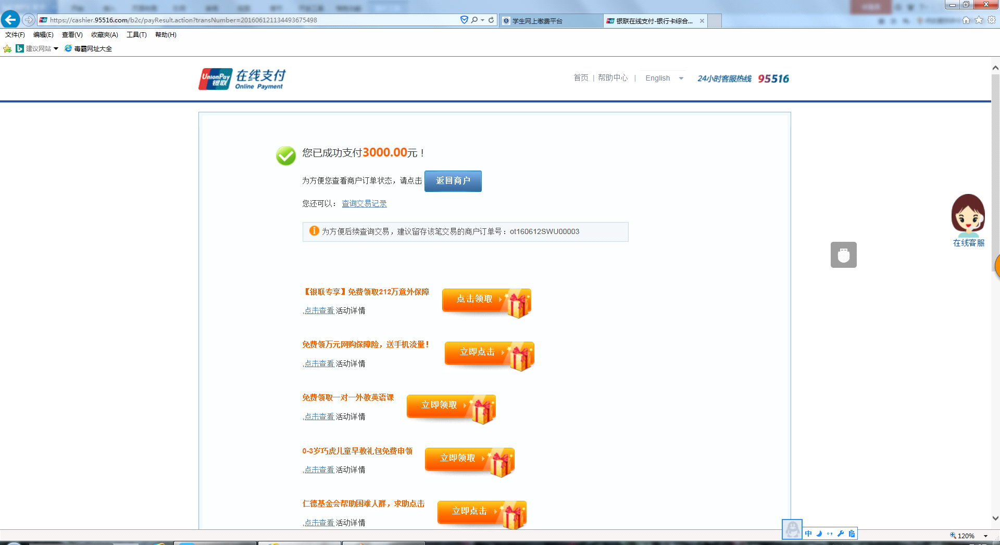 https://cashier.95516.com/b2c/payResult.action?transNumber=201606121134493675498
学生网上缴费平台
银联在线支付-银行卡综合...
文件(F) 编辑(E) 查看(V) 收藏夹(A) 工具(T) 帮助(H)
建议网站 毒霸网址大全
UnionPay 银联 在线支付 Online Payment
首页 | 帮助中心 | English 24小时客服热线 95516
您已成功支付3000.00元！
为方便您查看商户订单状态，请点击 返回商户
您还可以： 查询交易记录
为方便后续查询交易，建议留存该笔交易的商户订单号：ot160612SWU00003
在线客服
【银联专享】免费领取212万意外保障 点击领取
,点击查看 活动详情
免费领万元网购保障险，送手机流量！ 立即点击
,点击查看 活动详情
免费领取一对一外教英语课 立即领取
,点击查看 活动详情
0-3岁巧虎儿童早教礼包免费申领 立即领取
,点击查看 活动详情
仁德基金会帮助困难人群，求助点击 立即点击
,点击查看 活动详情
中
120%